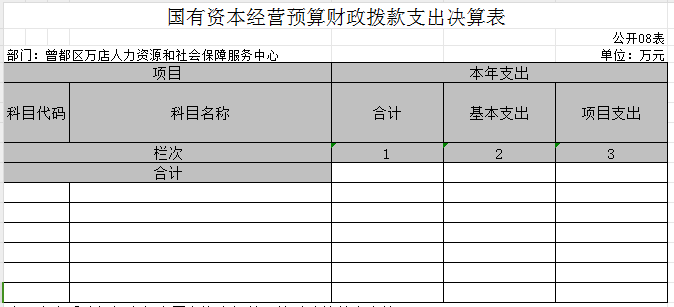 国有资本经营预算财政拨款支出决算表
公开08表
部门：曾都区万店人力资源和社会保障服务中心 单位：万元
项目 本年支出
科目代码 科目名称 合计 基本支出 项目支出
栏次 1 2 3
合计